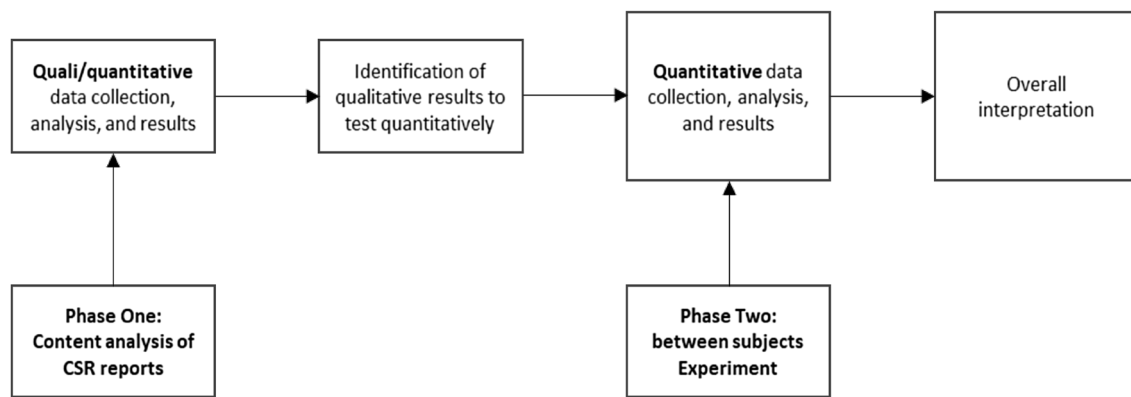 Quali/quantitative
data collection,
analysis, and results
Identification of
qualitative results to
test quantitatively
Quantitative data
collection, analysis,
and results
Overall
interpretation
Phase One:
Content analysis of
CSR reports
Phase Two:
between subjects
Experiment